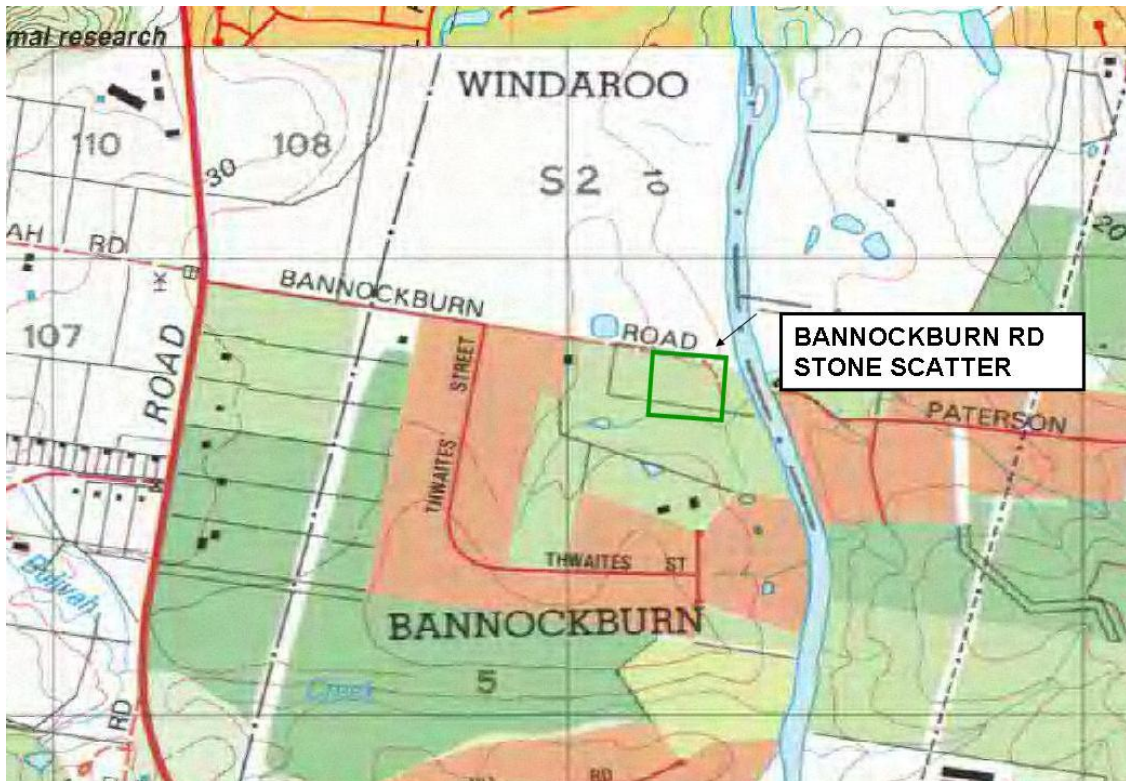 mal research
WINDAROO
110
108
30
S 2
10
AH RD
20
BANNOCKBURN ROAD
107
ROAD
BANNOCKBURN RD
STONE SCATTER
STREET
THWAITES
PATERSON
THWAITES ST
BANNOCKBURN
5
Creek
RD
RD